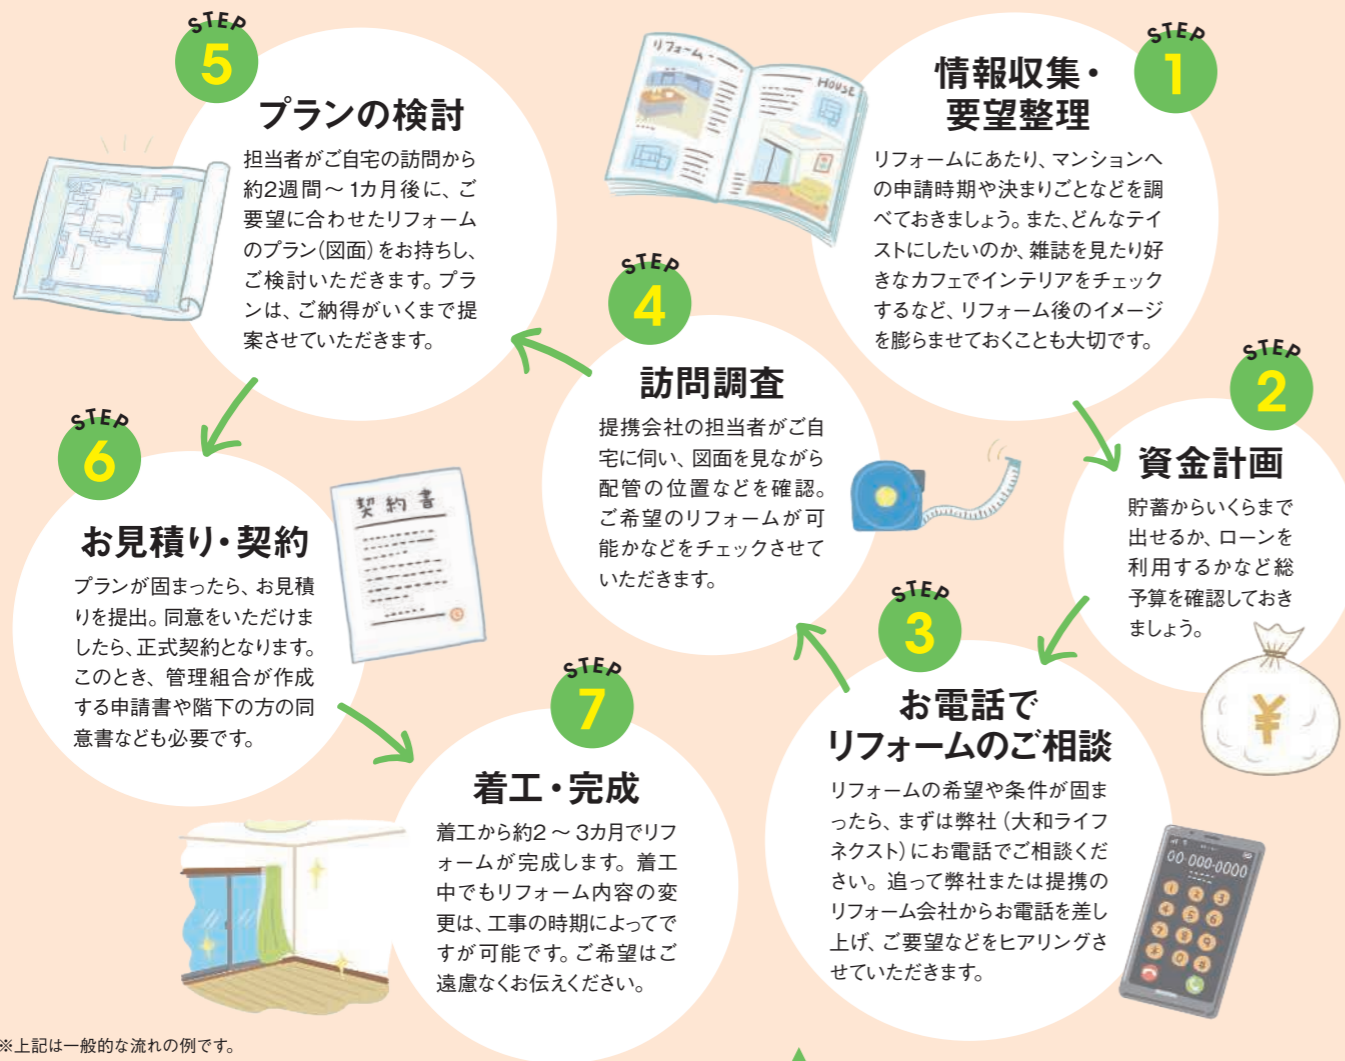 STEP
1
情報収集・
要望整理
リフォームにあたり、マンションへ
の申請時期や決まりごとなどを調
べておきましょう。また、どんなテイ
ストにしたいのか、雑誌を見たり好
きなカフェでインテリアをチェック
するなど、リフォーム後のイメージ
を膨らませておくことも大切です。
リフォーム
HOUSE
STEP
2
資金計画
貯蓄からいくらまで
出せるか、ローンを
利用するかなど総
予算を確認しておき
ましょう。
¥
STEP
3
お電話で
リフォームのご相談
リフォームの希望や条件が固ま
ったら、まずは弊社(大和ライフ
ネクスト)にお電話でご相談くだ
さい。追って弊社または提携の
リフォーム会社からお電話を差し
上げ、ご要望などをヒアリングさ
せていただきます。
00-000-0000
1 2 3
4 5 6
7 8 9
* 0 #
STEP
4
訪問調査
提携会社の担当者がご自
宅に伺い、図面を見ながら
配管の位置などを確認。
ご希望のリフォームが可
能かなどをチェックさせて
いただきます。
STEP
5
プランの検討
担当者がご自宅の訪問から
約2週間～1カ月後に、ご
要望に合わせたリフォーム
のプラン(図面)をお持ちし、
ご検討いただきます。プラ
ンは、ご納得がいくまで提
案させていただきます。
STEP
6
お見積り・契約
プランが固まったら、お見積
りを提出。同意をいただけま
したら、正式契約となります。
このとき、管理組合が作成
する申請書や階下の方の同
意書なども必要です。
契約書
STEP
7
着工・完成
着工から約2～3カ月でリフ
ォームが完成します。着工
中でもリフォーム内容の変
更は、工事の時期によってで
すが可能です。ご希望はご
遠慮なくお伝えください。
※上記は一般的な流れの例です。